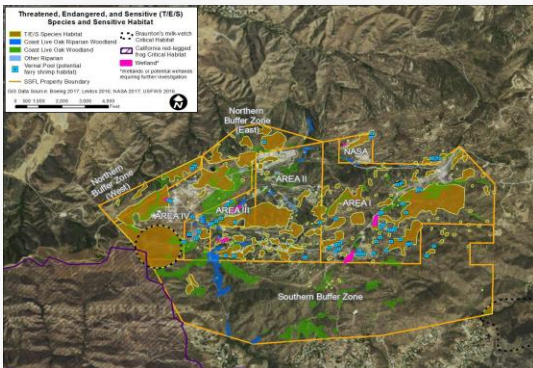 Threatened, Endangered, and Sensitive (T/E/S)
Species and Sensitive Habitat
T/E/S Species Habitat
Coast Live Oak Riparian Woodland
Coast Live Oak Woodland
Other Riparian
Vernal Pool (potential
fairy shrimp habitat)
SSFL Property Boundary
Braunton's milk-vetch
Critical Habitat
California red-legged
frog Critical Habitat
Wetland*
*Wetlands or potential wetlands
requiring further investigation
GIS Data Source: Boeing 2017, Leidos 2016, NASA 2017, USFWS 2016
N
Feet
Northern
Buffer Zone
(East)
Northern
Buffer Zone
(West)
NASA
AREA II
AREA I
AREA III
AREA IV
Southern Buffer Zone